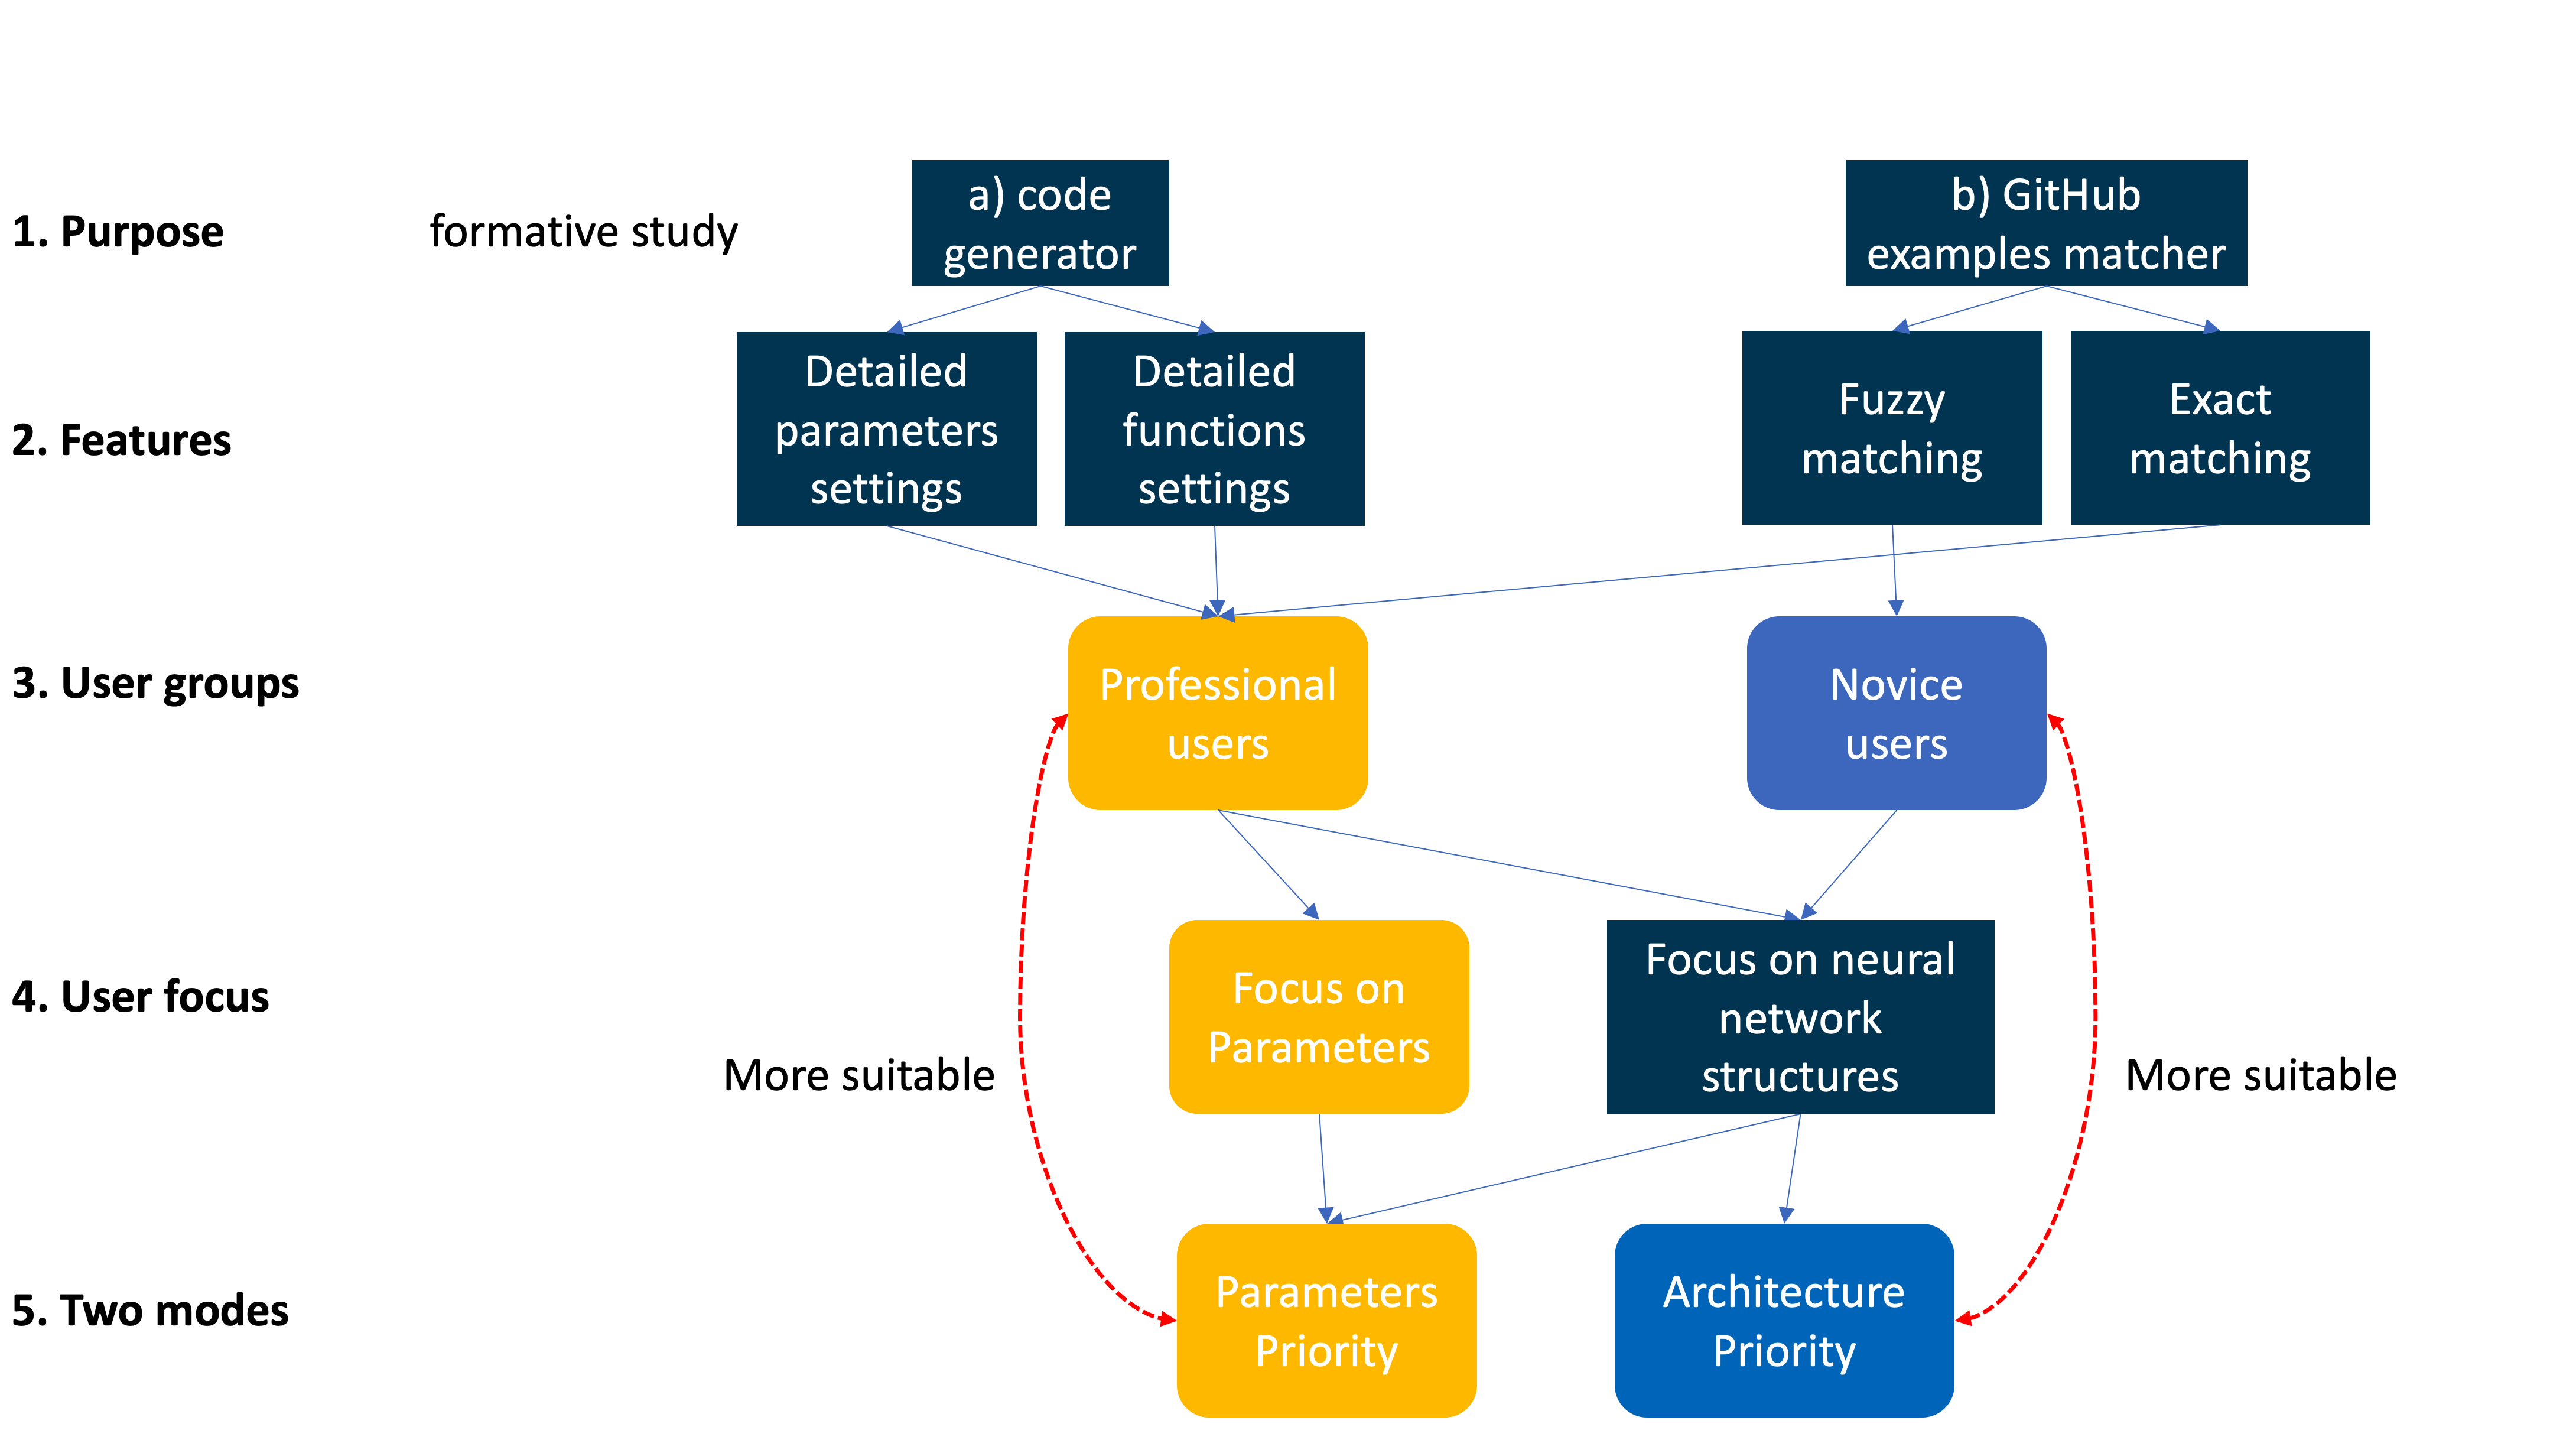 1. Purpose
formative study
a) code
generator
b) GitHub
examples matcher
2. Features
Detailed
parameters
settings
Detailed
functions
settings
Fuzzy
matching
Exact
matching
3. User groups
Professional
users
Novice
users
4. User focus
Focus on
Parameters
Focus on neural
network
structures
More suitable
More suitable
5. Two modes
Parameters
Priority
Architecture
Priority